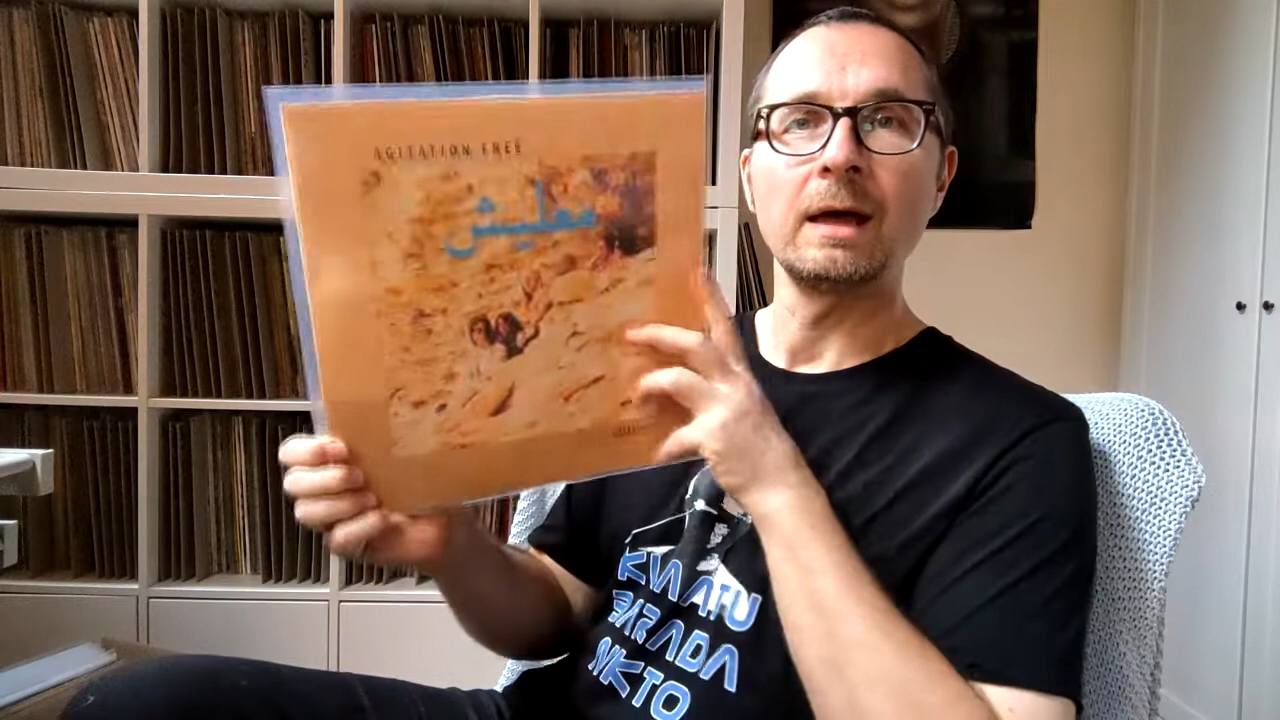 AGITATION FREE
معليش
KLAATU
BARADA
NIKTO